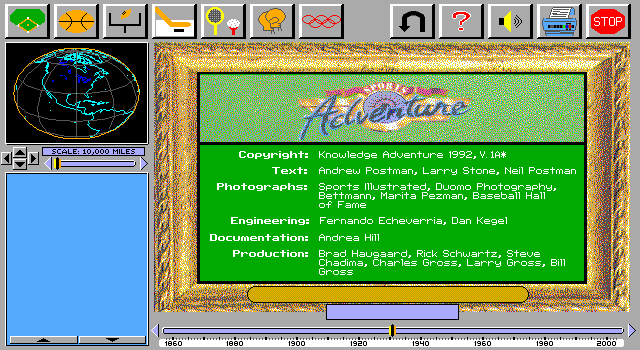 ?
STOP
SPORTS
Adventure
SCALE: 10,000 MILES
Copyright: Knowledge Adventure 1992, V.1A*
Text: Andrew Postman, Larry Stone, Neil Postman
Photographs: Sports Illustrated, Duomo Photography,
Bettmann, Marita Pezman, Baseball Hall
of Fame
Engineering: Fernando Echeverria, Dan Kegel
Documentation: Andrea Hill
Production: Brad Haugaard, Rick Schwartz, Steve
Chadima, Charles Gross, Larry Gross, Bill
Gross
1860 1880 1900 1920 1940 1960 1980 2000